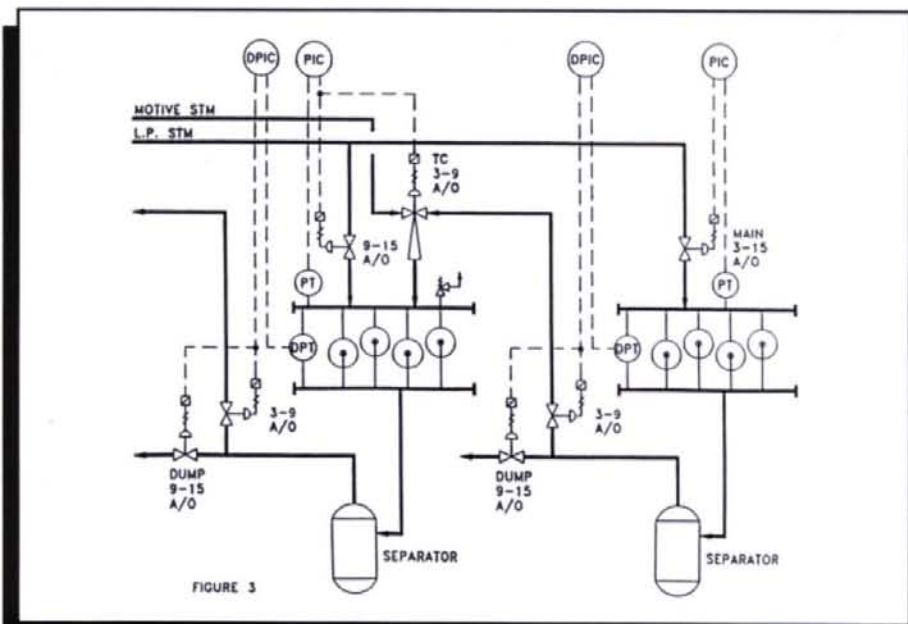 DPIC
PIC
DPIC
PIC
MOTIVE STM
L.P. STM
TC
3-9
A/O
9-15
A/O
MAIN
3-15
A/O
PT
PT
DPT
DPT
3-9
A/O
3-9
A/O
DUMP
9-15
A/O
DUMP
9-15
A/O
SEPARATOR
SEPARATOR
FIGURE 3